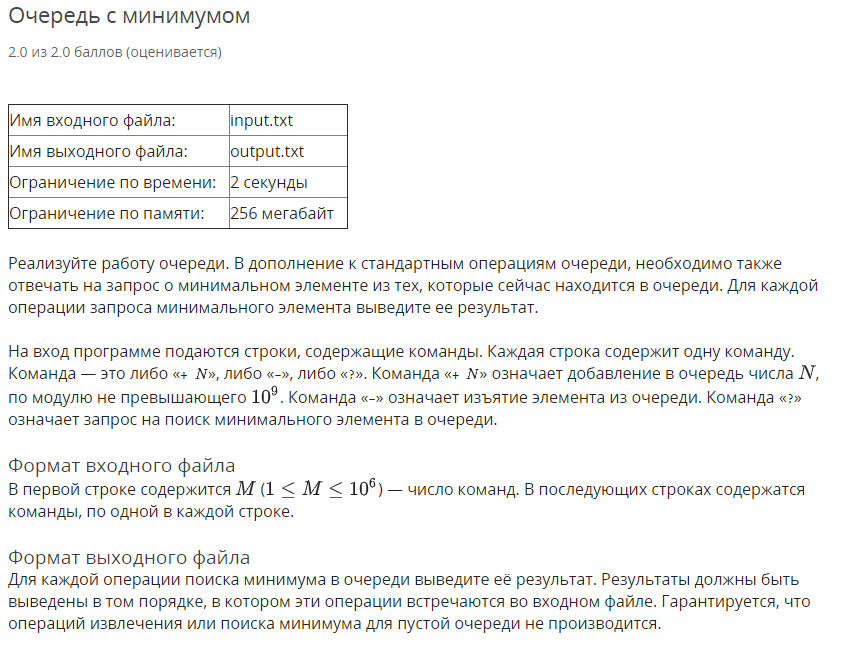 Очередь с минимумом
2.0 из 2.0 баллов (оценивается)
Имя входного файла: input.txt
Имя выходного файла: output.txt
Ограничение по времени: 2 секунды
Ограничение по памяти: 256 мегабайт
Реализуйте работу очереди. В дополнение к стандартным операциям очереди, необходимо также
отвечать на запрос о минимальном элементе из тех, которые сейчас находится в очереди. Для каждой
операции запроса минимального элемента выведите ее результат.
На вход программе подаются строки, содержащие команды. Каждая строка содержит одну команду.
Команда — это либо «+ N», либо «–», либо «?». Команда «+ N» означает добавление в очередь числа N,
по модулю не превышающего 10⁹. Команда «–» означает изъятие элемента из очереди. Команда «?»
означает запрос на поиск минимального элемента в очереди.
Формат входного файла
В первой строке содержится M (1 ≤ M ≤ 10⁶) — число команд. В последующих строках содержатся
команды, по одной в каждой строке.
Формат выходного файла
Для каждой операции поиска минимума в очереди выведите её результат. Результаты должны быть
выведены в том порядке, в котором эти операции встречаются во входном файле. Гарантируется, что
операций извлечения или поиска минимума для пустой очереди не производится.